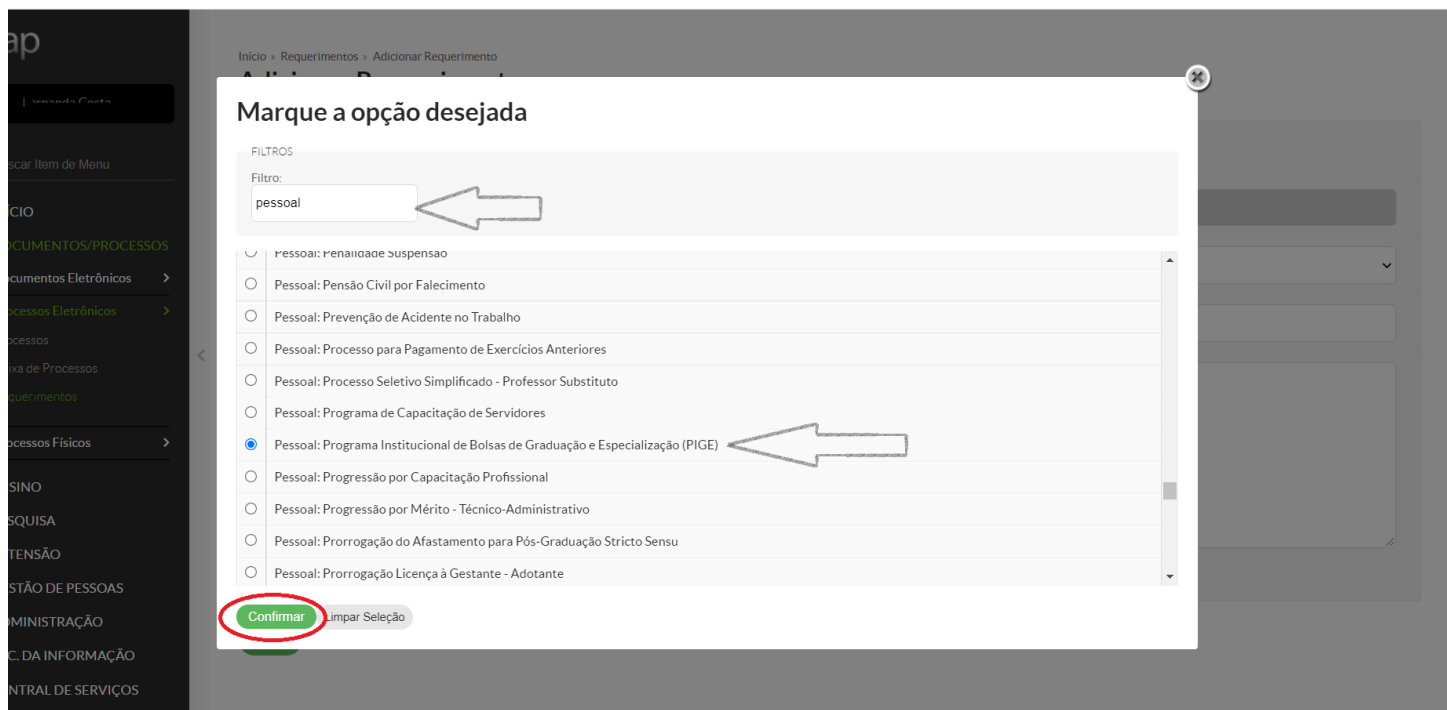 ap
Início » Requerimentos » Adicionar Requerimento
scar Item de Menu
ÍCIO
OCUMENTOS/PROCESSOS
ocumentos Eletrônicos
ocessos Eletrônicos
ocessos
ixa de Processos
querimentos
ocessos Físicos
SINO
SQUISA
TENSÃO
STÃO DE PESSOAS
MINISTRAÇÃO
C. DA INFORMAÇÃO
NTRAL DE SERVIÇOS
Marque a opção desejada
FILTROS
Filtro:
pessoal
Pessoal: Penalidade Suspensão
Pessoal: Pensão Civil por Falecimento
Pessoal: Prevenção de Acidente no Trabalho
Pessoal: Processo para Pagamento de Exercícios Anteriores
Pessoal: Processo Seletivo Simplificado - Professor Substituto
Pessoal: Programa de Capacitação de Servidores
Pessoal: Programa Institucional de Bolsas de Graduação e Especialização (PIGE)
Pessoal: Progressão por Capacitação Profissional
Pessoal: Progressão por Mérito - Técnico-Administrativo
Pessoal: Prorrogação do Afastamento para Pós-Graduação Stricto Sensu
Pessoal: Prorrogação Licença à Gestante - Adotante
Confirmar Limpar Seleção